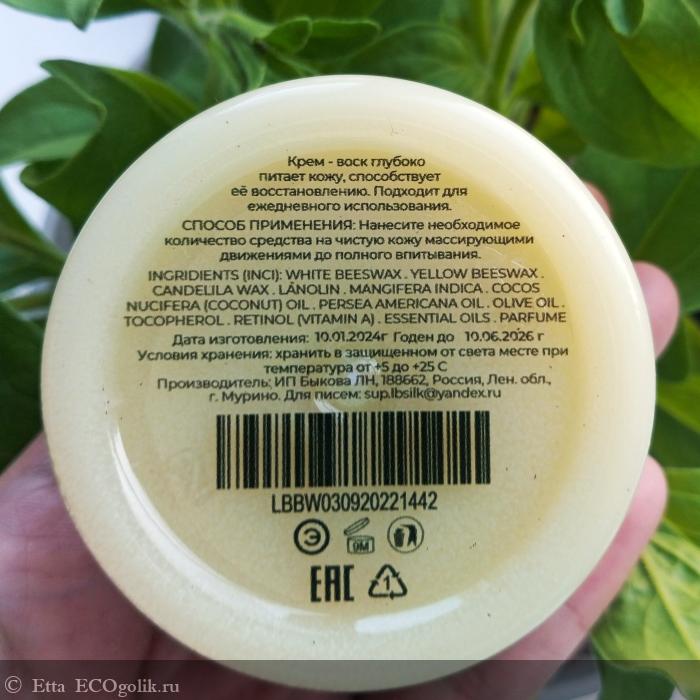 Крем - воск глубоко
питает кожу, способствует
её восстановлению. Подходит для
ежедневного использования.
СПОСОБ ПРИМЕНЕНИЯ: Нанесите необходимое
количество средства на чистую кожу массирующими
движениями до полного впитывания.
INGRIDIENTS (INCI): WHITE BEESWAX . YELLOW BEESWAX .
CANDELILA WAX . LANOLIN . MANGIFERA INDICA . COCOS
NUCIFERA (COCONUT) OIL . PERSEA AMERICANA OIL . OLIVE OIL .
TOCOPHEROL . RETINOL (VITAMIN A) . ESSENTIAL OILS . PARFUME
Дата изготовления: 10.01.2024г Годен до 10.06.2026 г
Условия хранения: хранить в защищенном от света месте при
температура от +5 до +25 С
Производитель: ИП Быкова ЛН, 188662, Россия, Лен. обл.,
г. Мурино. Для писем: sup.lbsilk@yandex.ru
LBBW030920221442
Э
9M
EAC
1
© Etta ECOgolik.ru